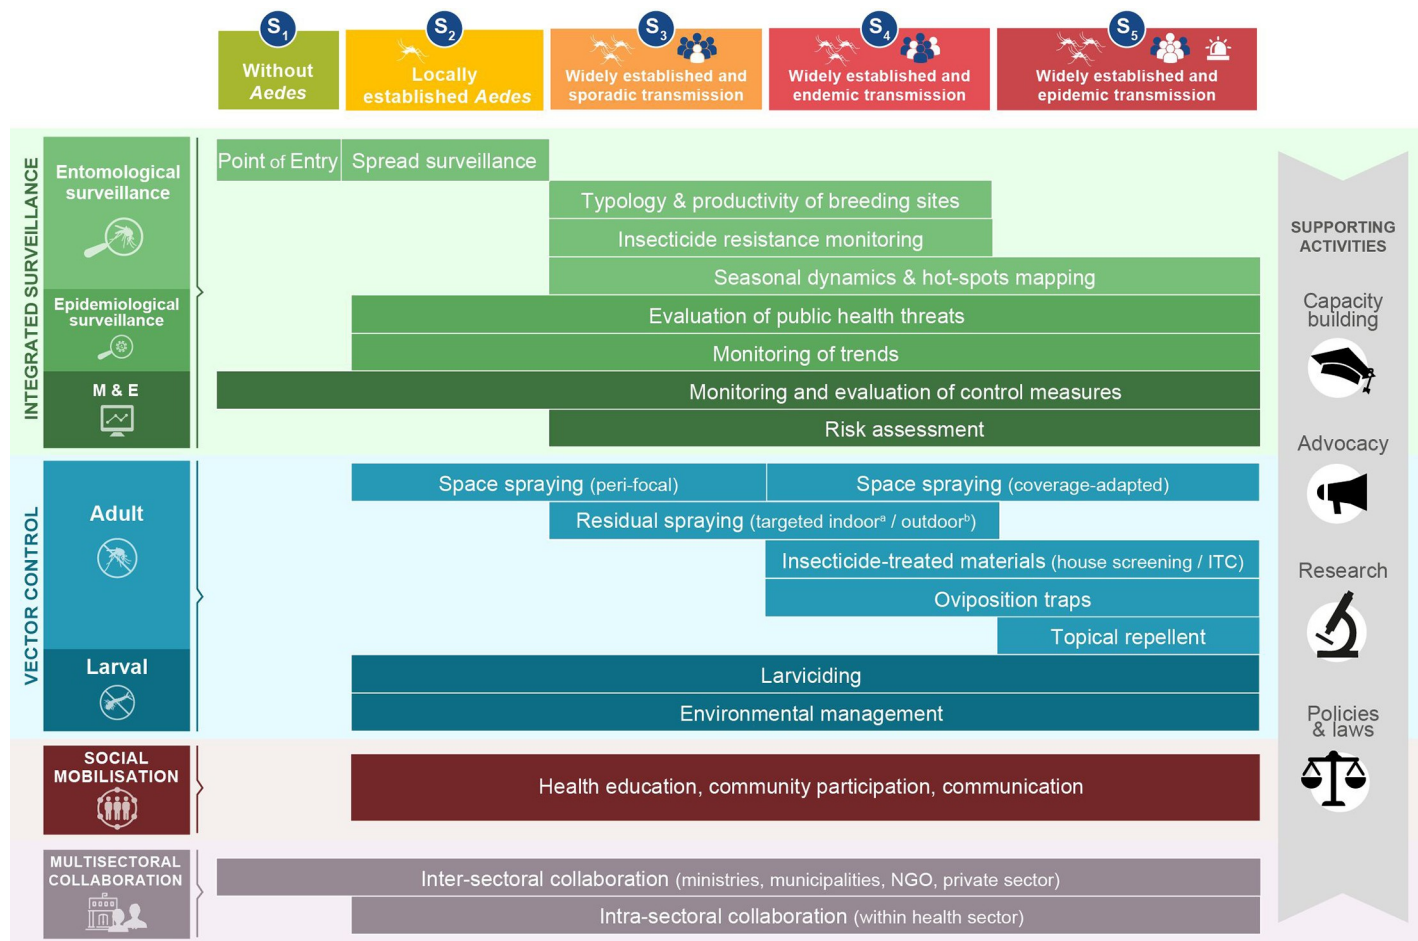 S1
S2
S3
S4
S5
Without
Aedes
Locally
established Aedes
Widely established and
sporadic transmission
Widely established and
endemic transmission
Widely established and
epidemic transmission
INTEGRATED SURVEILLANCE
Entomological
surveillance
Point of Entry
Spread surveillance
Typology & productivity of breeding sites
Insecticide resistance monitoring
Seasonal dynamics & hot-spots mapping
Epidemiological
surveillance
Evaluation of public health threats
Monitoring of trends
M & E
Monitoring and evaluation of control measures
Risk assessment
VECTOR CONTROL
Adult
Space spraying (peri-focal)
Space spraying (coverage-adapted)
Residual spraying (targeted indoorª / outdoorᵇ)
Insecticide-treated materials (house screening / ITC)
Oviposition traps
Topical repellent
Larval
Larviciding
Environmental management
SOCIAL
MOBILISATION
Health education, community participation, communication
MULTISECTORAL
COLLABORATION
Inter-sectoral collaboration (ministries, municipalities, NGO, private sector)
Intra-sectoral collaboration (within health sector)
SUPPORTING
ACTIVITIES
Capacity
building
Advocacy
Research
Policies
& laws